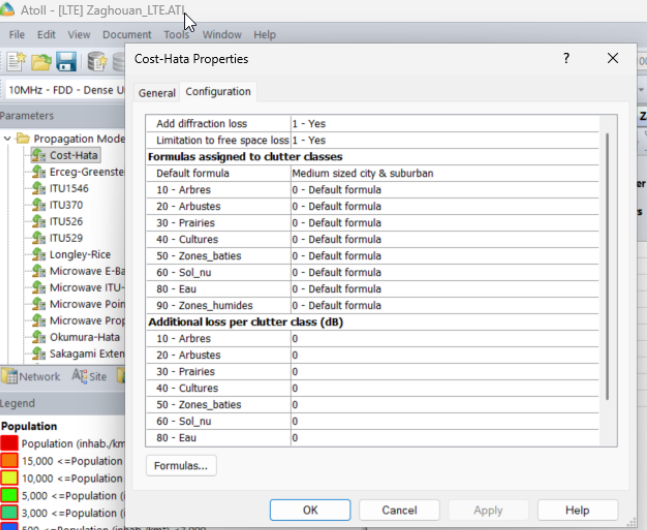 Atoll - [LTE] Zaghouan_LTE.ATL
File Edit View Document Tools Window Help
10MHz - FDD - Dense U
Parameters
Propagation Mode
Cost-Hata
Erceg-Greenste
ITU1546
ITU370
ITU526
ITU529
Longley-Rice
Microwave E-Ba
Microwave ITU-
Microwave Poin
Microwave Prop
Okumura-Hata
Sakagami Exten
Network Site
Legend
Population
Population (inhab./km
15,000 <=Population
10,000 <=Population
5,000 <=Population (i
3,000 <=Population (i
500 <=Population (inhab./km²) <3,000
Cost-Hata Properties ?
General Configuration
Add diffraction loss 1 - Yes
Limitation to free space loss 1 - Yes
Formulas assigned to clutter classes
Default formula Medium sized city & suburban
10 - Arbres 0 - Default formula
20 - Arbustes 0 - Default formula
30 - Prairies 0 - Default formula
40 - Cultures 0 - Default formula
50 - Zones_baties 0 - Default formula
60 - Sol_nu 0 - Default formula
80 - Eau 0 - Default formula
90 - Zones_humides 0 - Default formula
Additional loss per clutter class (dB)
10 - Arbres 0
20 - Arbustes 0
30 - Prairies 0
40 - Cultures 0
50 - Zones_baties 0
60 - Sol_nu 0
80 - Eau 0
Formulas...
OK Cancel Apply Help